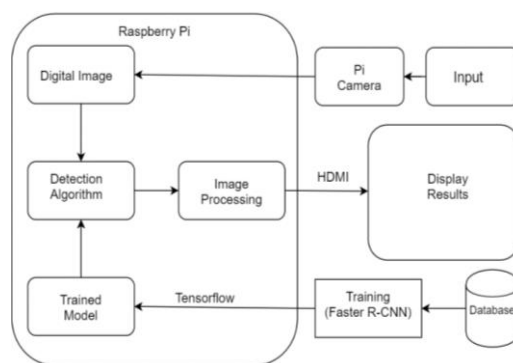 Raspberry Pi
Digital Image
Pi
Camera
Input
Detection
Algorithm
Image
Processing
HDMI
Display
Results
Trained
Model
Tensorflow
Training
(Faster R-CNN)
Database